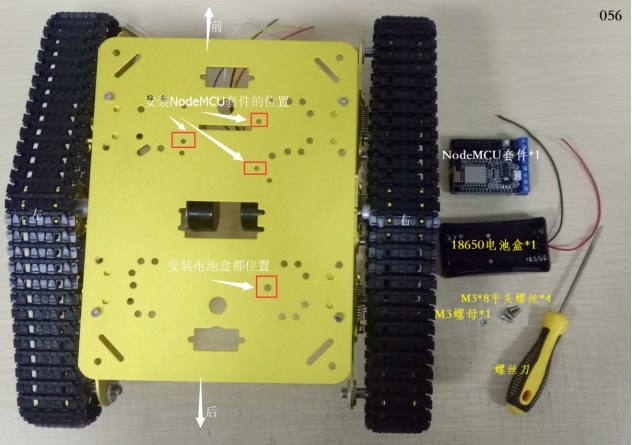 056
前
安装NodeMCU套件的位置
NodeMCU套件*1
左
右
18650电池盒*1
安装电池盒都位置
M3*8平头螺丝*4
M3螺母*1
螺丝刀
后